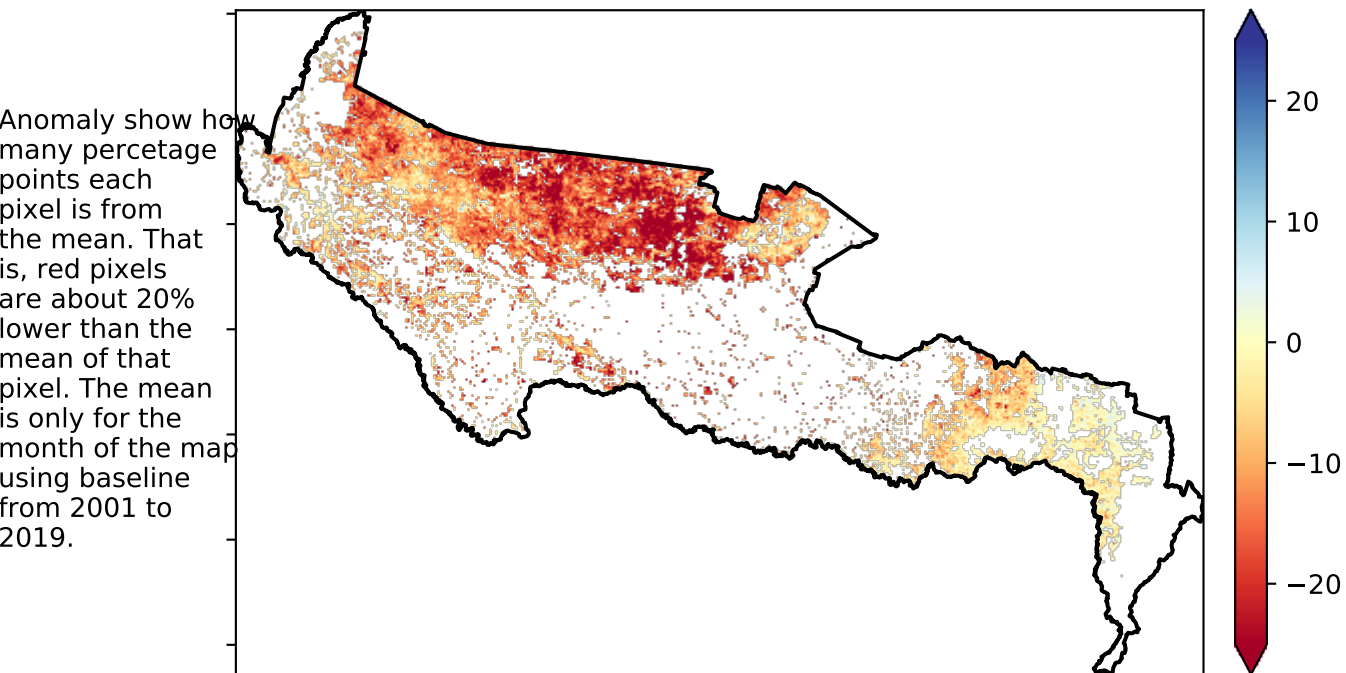 Anomaly show how
many percetage
points each
pixel is from
the mean. That
is, red pixels
are about 20%
lower than the
mean of that
pixel. The mean
is only for the
month of the map
using baseline
from 2001 to
2019.
20
10
0
−10
−20